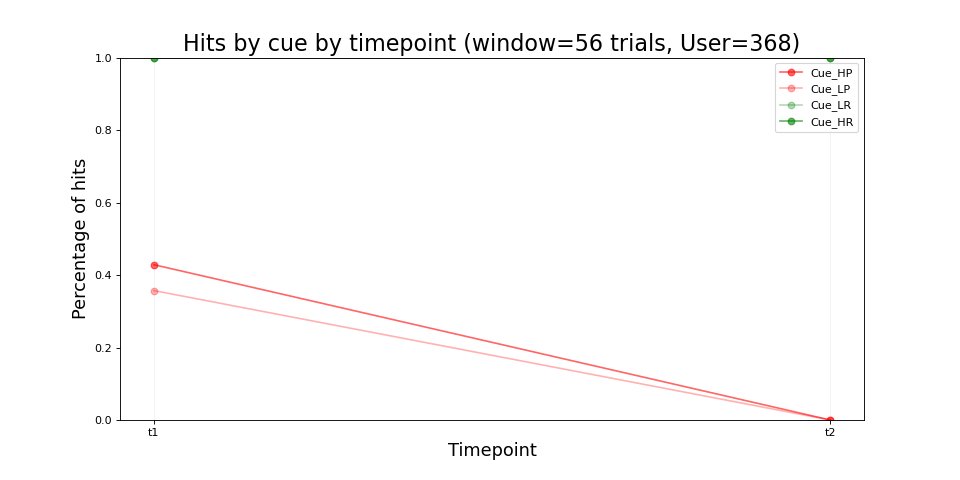 Hits by cue by timepoint (window=56 trials, User=368)
Percentage of hits
1.0
0.8
0.6
0.4
0.2
0.0
Cue_HP
Cue_LP
Cue_LR
Cue_HR
t1
t2
Timepoint